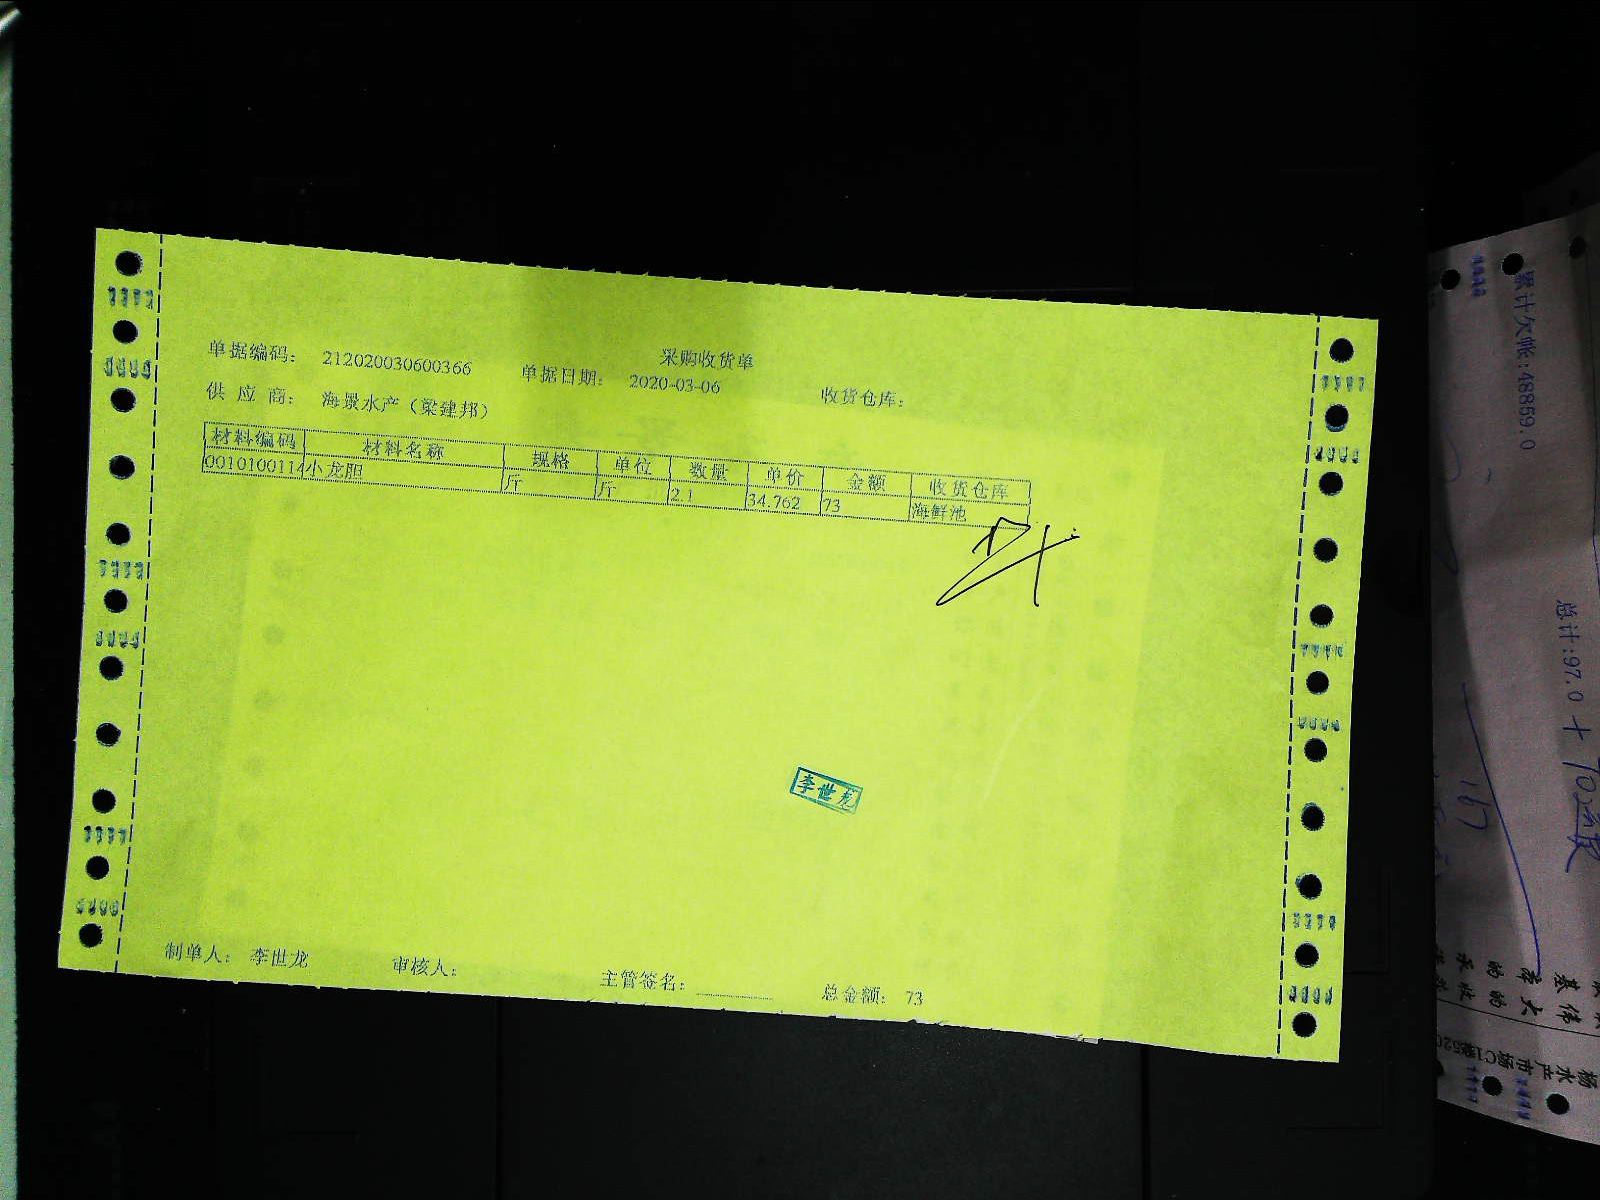 采购收货单
单据编码： 212020030600366 单据日期： 2020-03-06 收货仓库：
供 应 商： 海景水产（梁建邦）
材料编码 材料名称 规格 单位 数量 单价 金额 收货仓库
0010100114 小龙胆 斤 斤 2.1 34.762 73 海鲜池
李世龙
制单人： 李世龙 审核人： 主管签名： 总金额： 73
累计欠帐:48859.0
总计:97.0 + 70
167